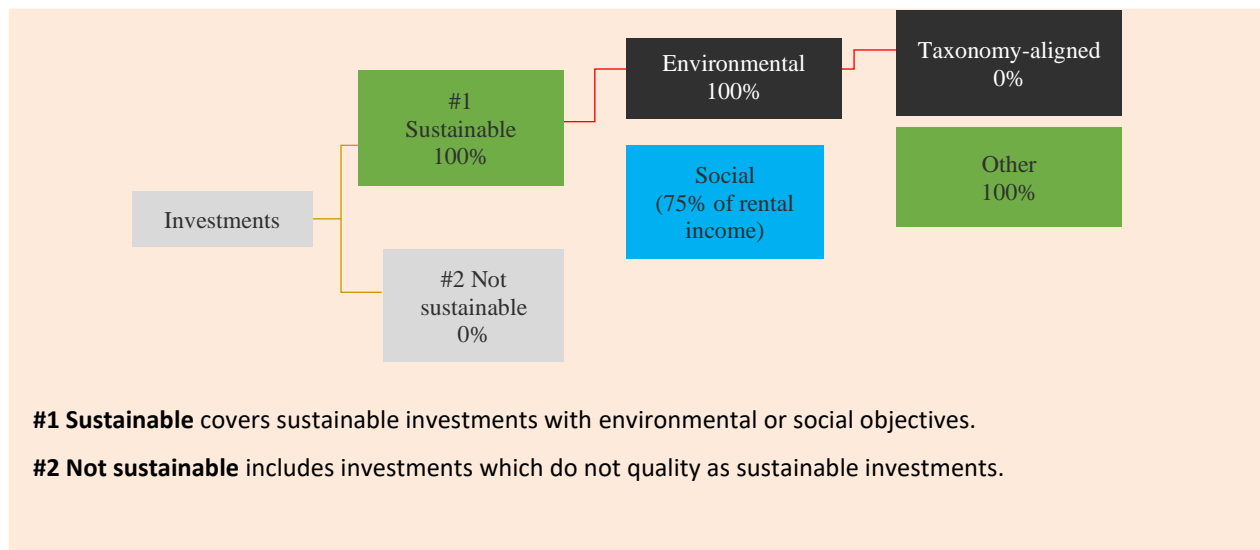 Investments
#1
Sustainable
100%
#2 Not
sustainable
0%
Environmental
100%
Social
(75% of rental
income)
Taxonomy-aligned
0%
Other
100%
#1 Sustainable covers sustainable investments with environmental or social objectives.
#2 Not sustainable includes investments which do not quality as sustainable investments.